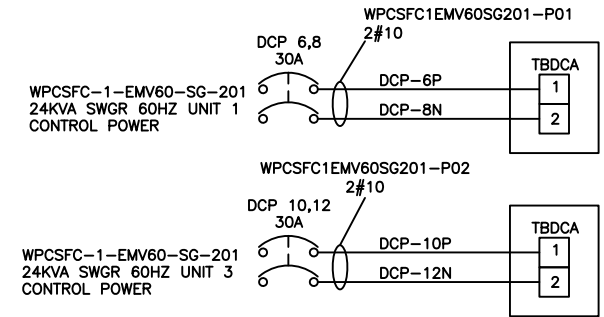 WPCSFC1EMV60SG201-P01
2#10
DCP 6,8
30A
TBDCA
WPCSFC-1-EMV60-SG-201
24KVA SWGR 60HZ UNIT 1
CONTROL POWER
DCP-6P
1
DCP-8N
2
WPCSFC1EMV60SG201-P02
2#10
DCP 10,12
30A
TBDCA
WPCSFC-1-EMV60-SG-201
24KVA SWGR 60HZ UNIT 3
CONTROL POWER
DCP-10P
1
DCP-12N
2